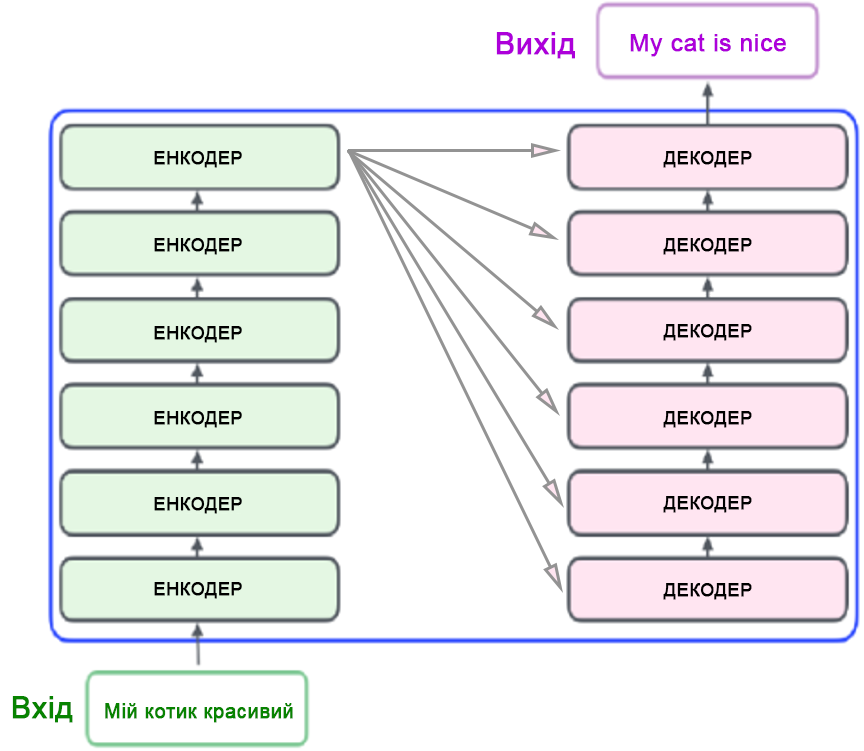 Вихід
My cat is nice
ЕНКОДЕР
ДЕКОДЕР
ЕНКОДЕР
ДЕКОДЕР
ЕНКОДЕР
ДЕКОДЕР
ЕНКОДЕР
ДЕКОДЕР
ЕНКОДЕР
ДЕКОДЕР
ЕНКОДЕР
ДЕКОДЕР
Вхід
Мій котик красивий